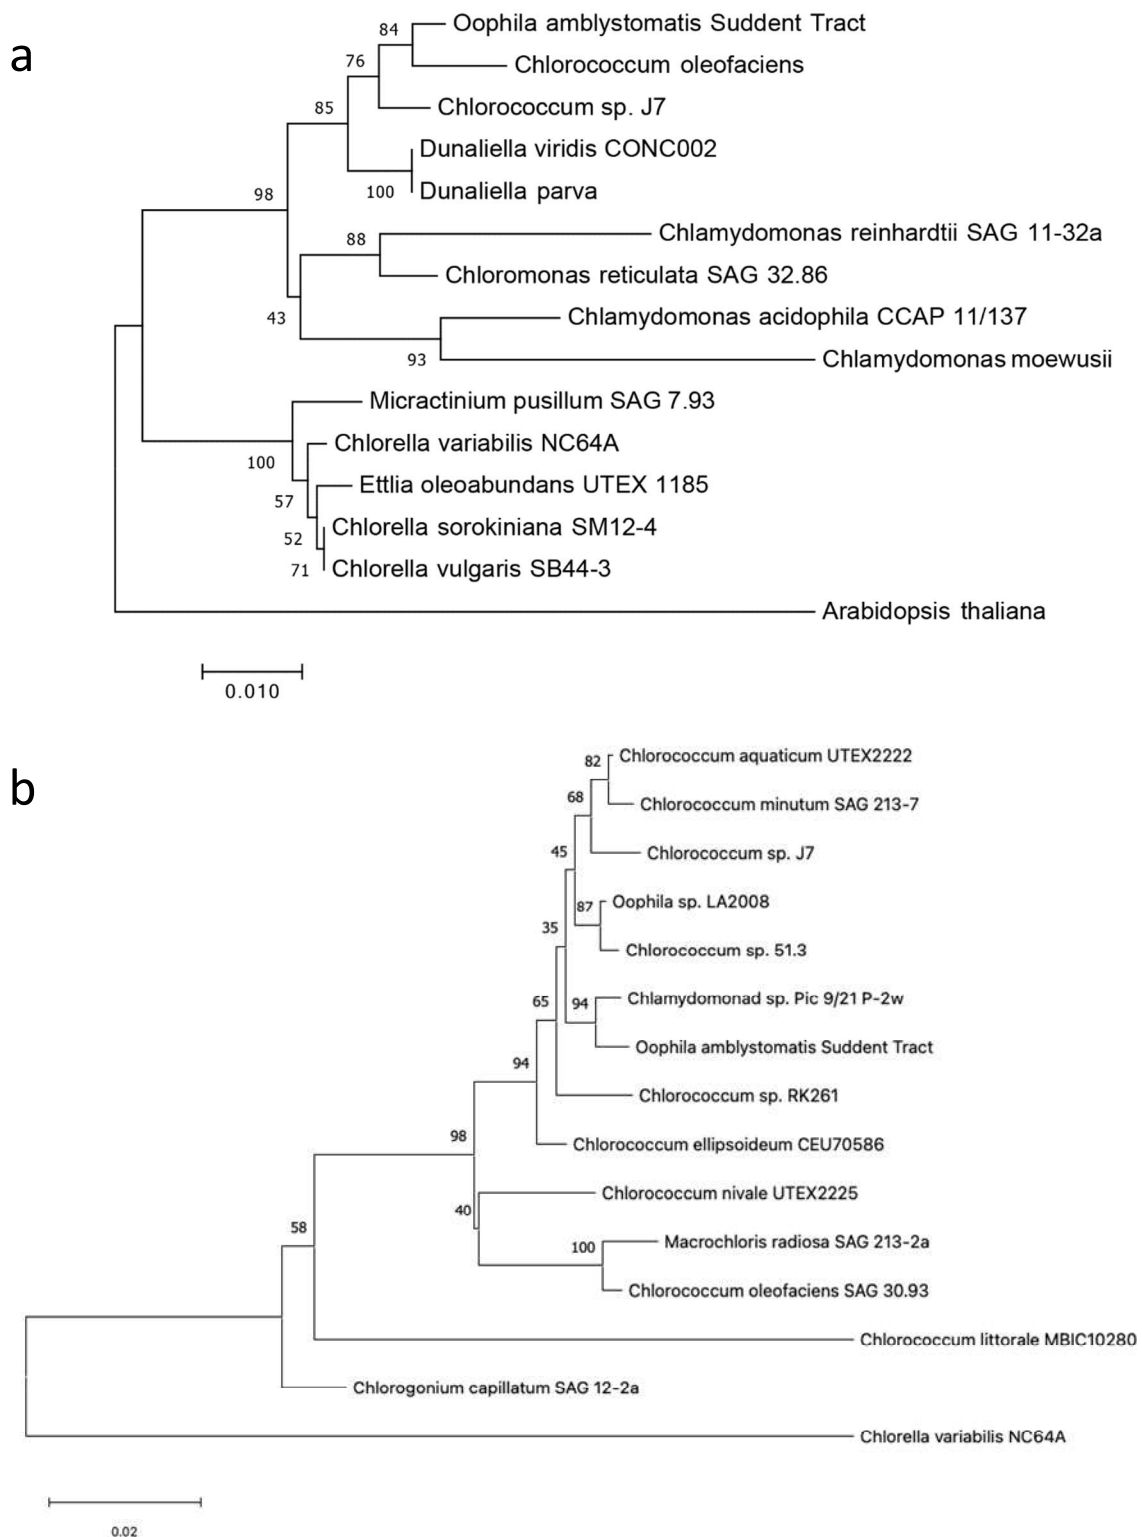 a
84
Oophila amblystomatis Suddent Tract
76
Chlorococcum oleofaciens
85
Chlorococcum sp. J7
Dunaliella viridis CONC002
98
100
Dunaliella parva
88
Chlamydomonas reinhardtii SAG 11-32a
Chloromonas reticulata SAG 32.86
43
Chlamydomonas acidophila CCAP 11/137
93
Chlamydomonas moewusii
Micractinium pusillum SAG 7.93
Chlorella variabilis NC64A
100
Ettlia oleoabundans UTEX 1185
57
Chlorella sorokiniana SM12-4
52
71
Chlorella vulgaris SB44-3
Arabidopsis thaliana
0.010
b
82
Chlorococcum aquaticum UTEX2222
68
Chlorococcum minutum SAG 213-7
45
Chlorococcum sp. J7
87
Oophila sp. LA2008
35
Chlorococcum sp. 51.3
65
94
Chlamydomonad sp. Pic 9/21 P-2w
Oophila amblystomatis Suddent Tract
94
Chlorococcum sp. RK261
98
Chlorococcum ellipsoideum CEU70586
40
Chlorococcum nivale UTEX2225
58
100
Macrochloris radiosa SAG 213-2a
Chlorococcum oleofaciens SAG 30.93
Chlorococcum littorale MBIC10280
Chlorogonium capillatum SAG 12-2a
Chlorella variabilis NC64A
0.02